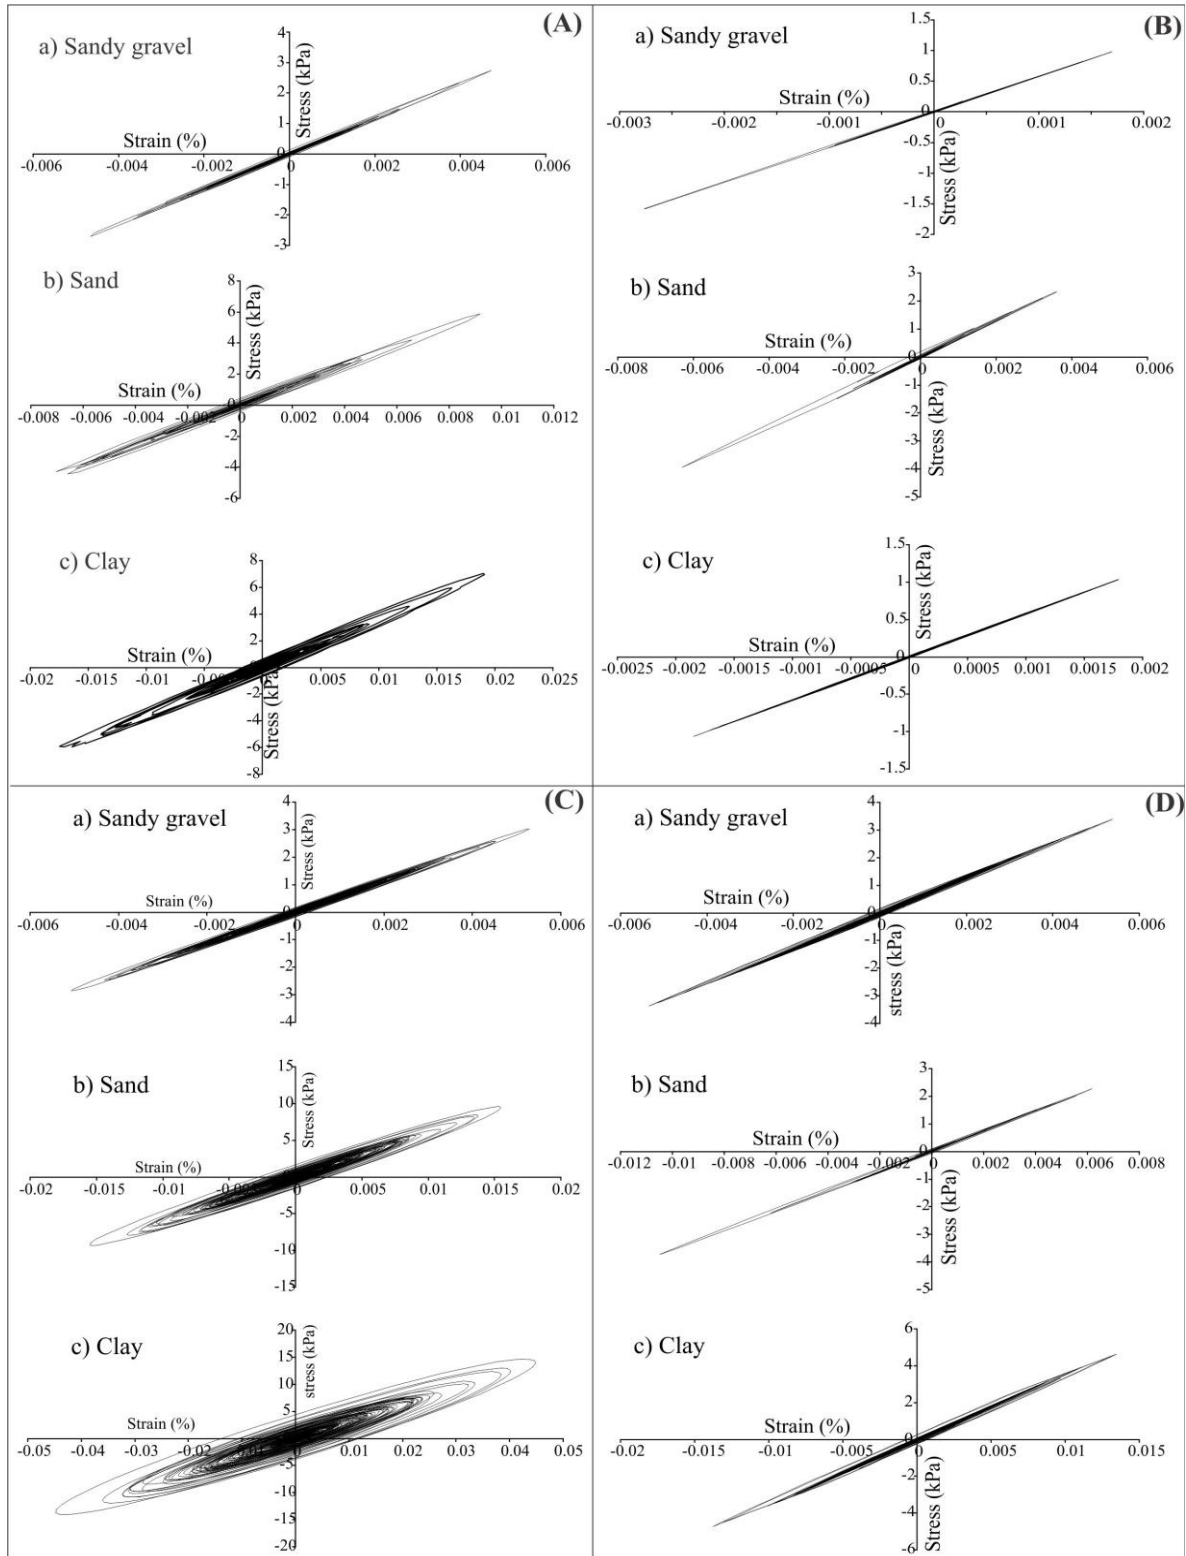 (A)
a) Sandy gravel
Stress (kPa)
4
3
2
1
0
-1
-2
-3
Strain (%)
-0.006 -0.004 -0.002 0 0.002 0.004 0.006
b) Sand
Stress (kPa)
8
6
4
2
0
-2
-4
-6
Strain (%)
-0.008 -0.006 -0.004 -0.002 0 0.002 0.004 0.006 0.008 0.01 0.012
c) Clay
Stress (kPa)
8
6
4
2
0
-2
-4
-6
-8
Strain (%)
-0.02 -0.015 -0.01 0.005 0.01 0.015 0.02 0.025
(B)
a) Sandy gravel
Stress (kPa)
1.5
1
0.5
0
-0.5
-1
-1.5
-2
Strain (%)
-0.003 -0.002 -0.001 0 0.001 0.002
b) Sand
Stress (kPa)
3
2
1
0
-1
-2
-3
-4
-5
Strain (%)
-0.008 -0.006 -0.004 -0.002 0 0.002 0.004 0.006
c) Clay
Stress (kPa)
1.5
1
0.5
0
-0.5
-1
-1.5
Strain (%)
-0.0025 -0.002 -0.0015 -0.001 -0.0005 0 0.0005 0.001 0.0015 0.002
(C)
a) Sandy gravel
Stress (kPa)
4
3
2
1
0
-1
-2
-3
-4
Strain (%)
-0.006 -0.004 -0.002 0 0.002 0.004 0.006
b) Sand
Stress (kPa)
15
10
5
0
-5
-10
-15
Strain (%)
-0.02 -0.015 -0.01 -0.005 0 0.005 0.01 0.015 0.02
c) Clay
stress (kPa)
20
15
10
5
0
-5
-10
-15
-20
Strain (%)
-0.05 -0.04 -0.03 -0.02 -0.01 0 0.01 0.02 0.03 0.04 0.05
(D)
a) Sandy gravel
stress (kPa)
4
3
2
1
0
-1
-2
-3
-4
Strain (%)
-0.006 -0.004 -0.002 0 0.002 0.004 0.006
b) Sand
Stress (kPa)
3
2
1
0
-1
-2
-3
-4
-5
Strain (%)
-0.012 -0.01 -0.008 -0.006 -0.004 -0.002 0 0.002 0.004 0.006 0.008
c) Clay
Stress (kPa)
6
4
2
0
-2
-4
-6
Strain (%)
-0.02 -0.015 -0.01 -0.005 0 0.005 0.01 0.015